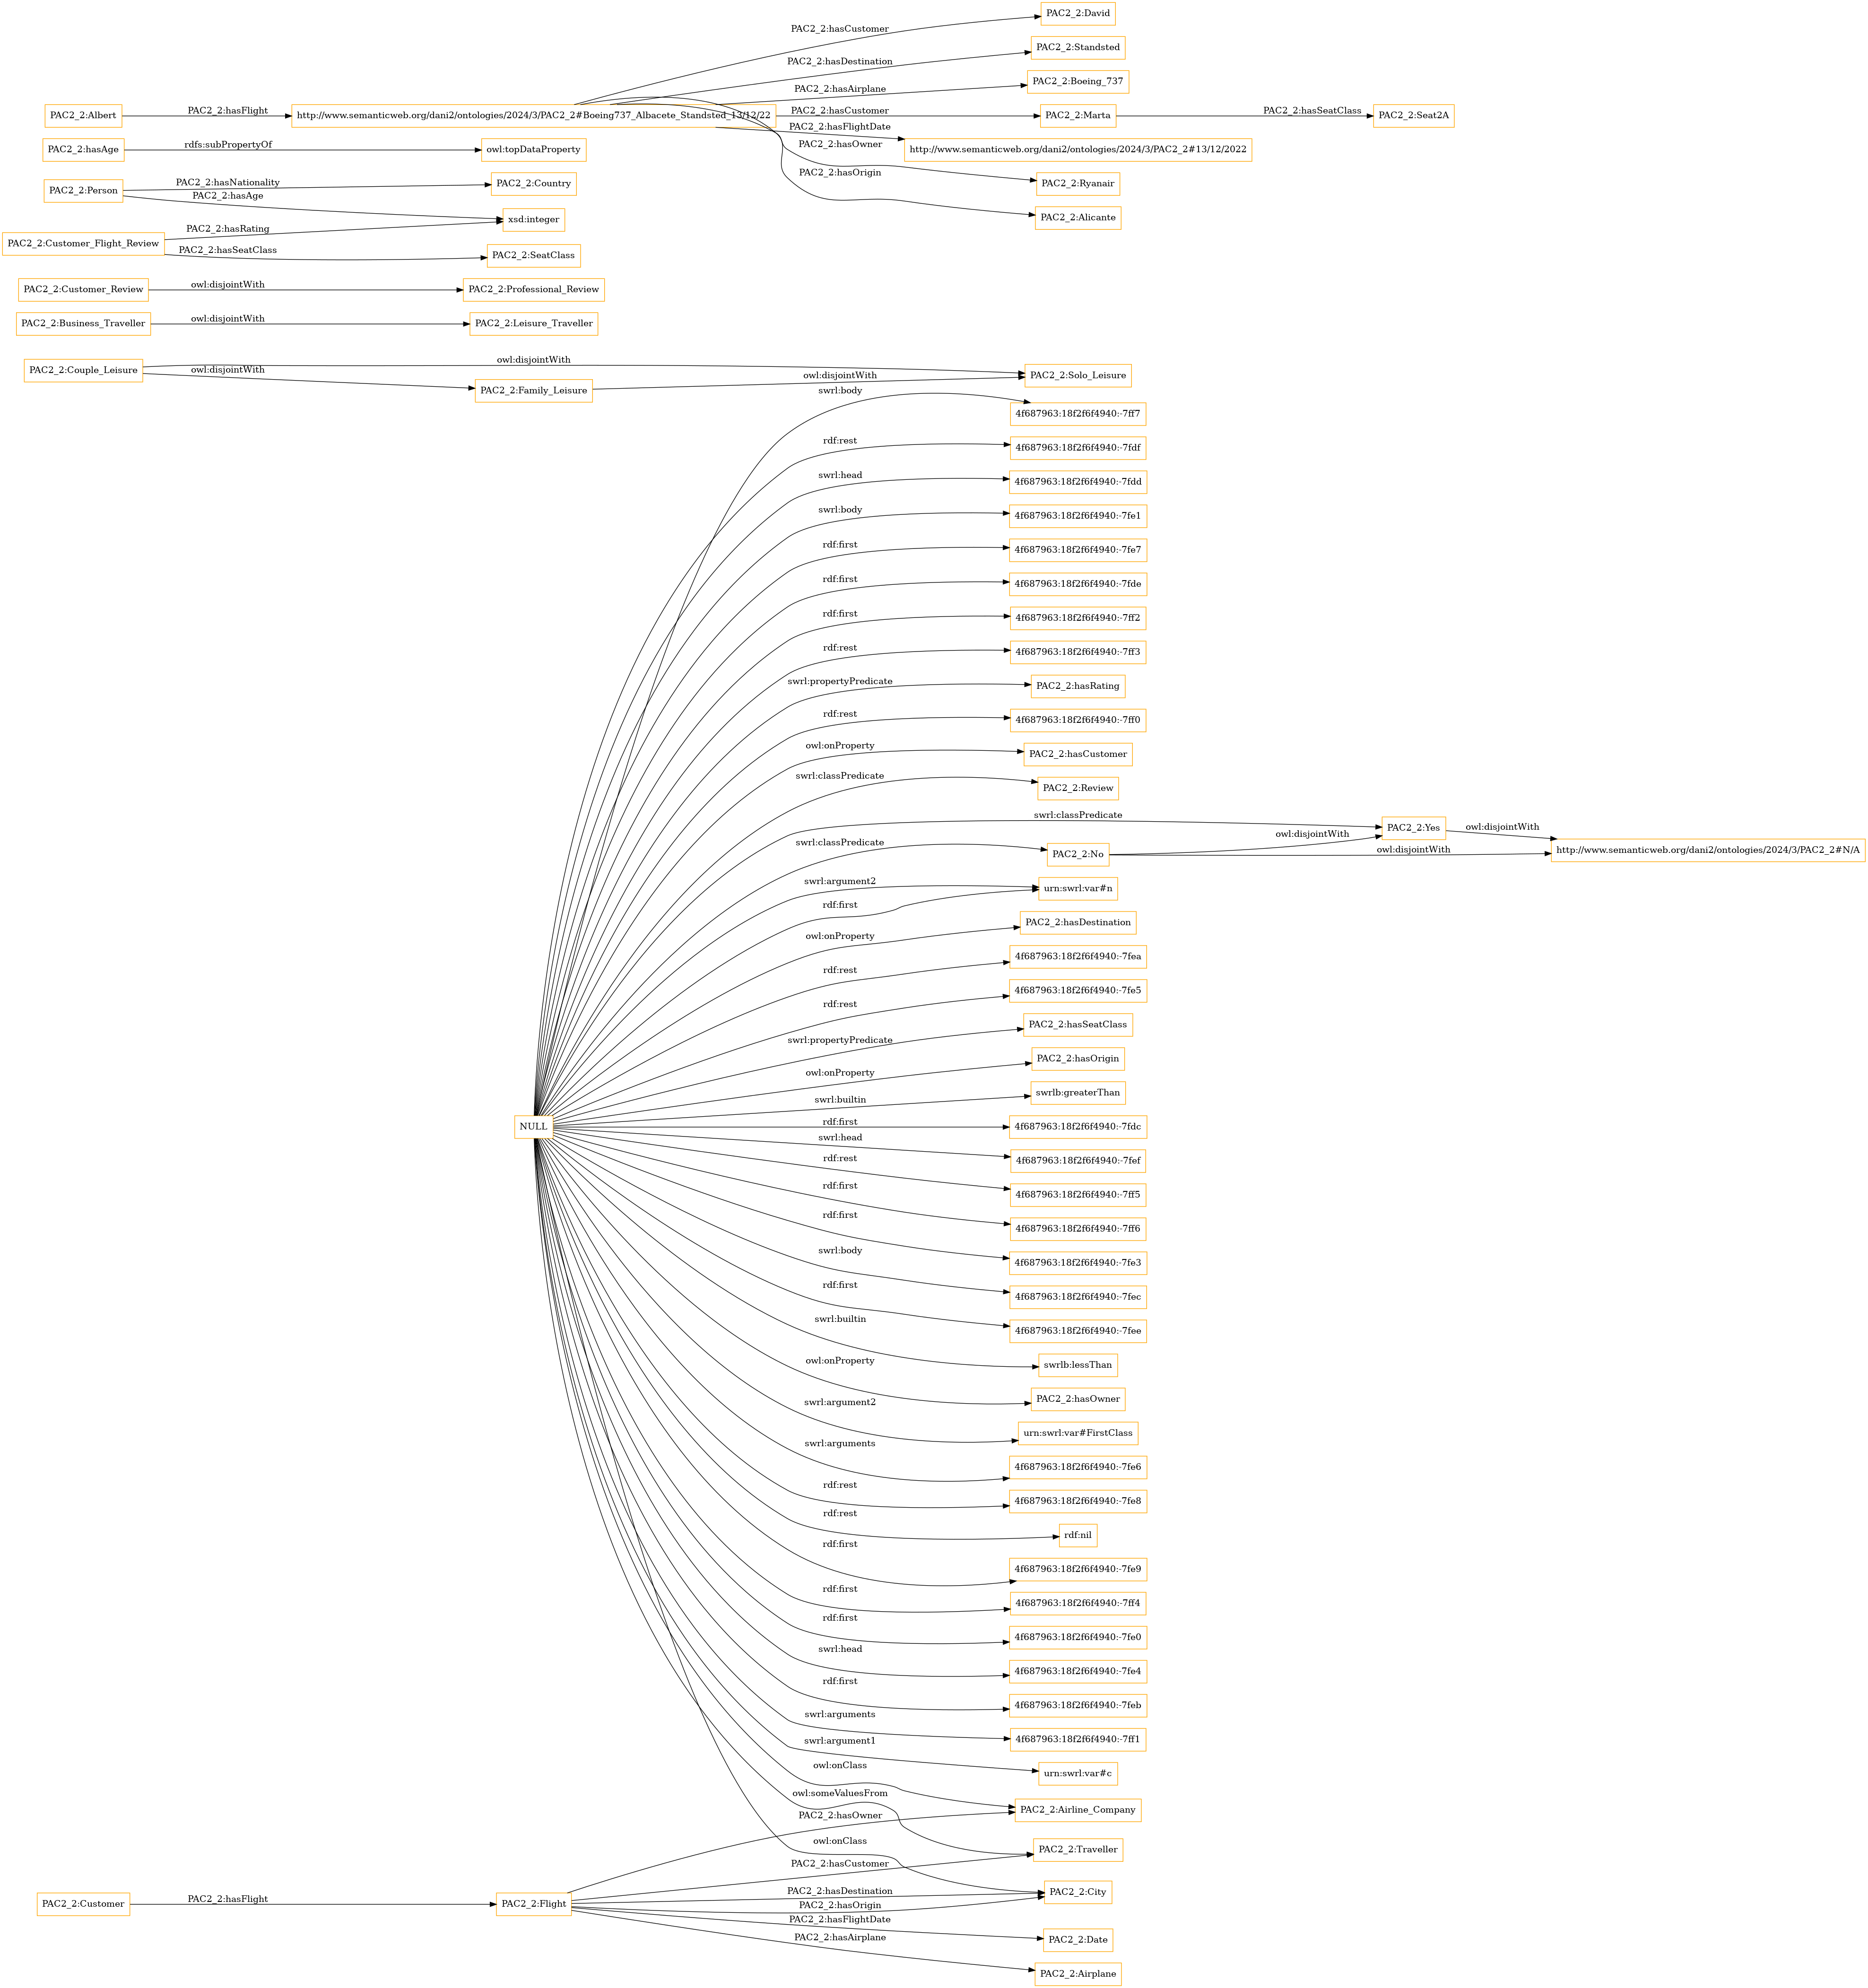 PAC2_2:hasCustomer
PAC2_2:David
PAC2_2:hasDestination
PAC2_2:Standsted
PAC2_2:hasAirplane
PAC2_2:Boeing_737
PAC2_2:Albert
PAC2_2:hasFlight
http://www.semanticweb.org/dani2/ontologies/2024/3/PAC2_2#Boeing737_Albacete_Standsted_13/12/22
PAC2_2:hasCustomer
PAC2_2:Marta
PAC2_2:hasSeatClass
PAC2_2:Seat2A
PAC2_2:hasFlightDate
http://www.semanticweb.org/dani2/ontologies/2024/3/PAC2_2#13/12/2022
PAC2_2:hasOwner
PAC2_2:Ryanair
PAC2_2:hasOrigin
PAC2_2:Alicante
PAC2_2:hasAge
rdfs:subPropertyOf
owl:topDataProperty
PAC2_2:Person
PAC2_2:hasNationality
PAC2_2:Country
PAC2_2:hasAge
xsd:integer
PAC2_2:Customer_Flight_Review
PAC2_2:hasRating
PAC2_2:hasSeatClass
PAC2_2:SeatClass
PAC2_2:Customer_Review
owl:disjointWith
PAC2_2:Professional_Review
PAC2_2:Business_Traveller
owl:disjointWith
PAC2_2:Leisure_Traveller
PAC2_2:Couple_Leisure
owl:disjointWith
owl:disjointWith
PAC2_2:Family_Leisure
owl:disjointWith
PAC2_2:Solo_Leisure
swrl:body
4f687963:18f2f6f4940:-7ff7
rdf:rest
4f687963:18f2f6f4940:-7fdf
swrl:head
4f687963:18f2f6f4940:-7fdd
swrl:body
4f687963:18f2f6f4940:-7fe1
rdf:first
4f687963:18f2f6f4940:-7fe7
rdf:first
4f687963:18f2f6f4940:-7fde
rdf:first
4f687963:18f2f6f4940:-7ff2
rdf:rest
4f687963:18f2f6f4940:-7ff3
swrl:propertyPredicate
PAC2_2:hasRating
rdf:rest
4f687963:18f2f6f4940:-7ff0
owl:onProperty
PAC2_2:hasCustomer
swrl:classPredicate
PAC2_2:Review
swrl:classPredicate
PAC2_2:Yes
owl:disjointWith
http://www.semanticweb.org/dani2/ontologies/2024/3/PAC2_2#N/A
swrl:classPredicate
PAC2_2:No
owl:disjointWith
owl:disjointWith
swrl:argument2
urn:swrl:var#n
rdf:first
owl:onProperty
PAC2_2:hasDestination
rdf:rest
4f687963:18f2f6f4940:-7fea
rdf:rest
4f687963:18f2f6f4940:-7fe5
swrl:propertyPredicate
PAC2_2:hasSeatClass
owl:onProperty
PAC2_2:hasOrigin
swrl:builtin
swrlb:greaterThan
NULL
rdf:first
4f687963:18f2f6f4940:-7fdc
swrl:head
4f687963:18f2f6f4940:-7fef
rdf:rest
4f687963:18f2f6f4940:-7ff5
rdf:first
4f687963:18f2f6f4940:-7ff6
rdf:first
4f687963:18f2f6f4940:-7fe3
swrl:body
4f687963:18f2f6f4940:-7fec
rdf:first
4f687963:18f2f6f4940:-7fee
swrl:builtin
swrlb:lessThan
owl:onProperty
PAC2_2:hasOwner
swrl:argument2
urn:swrl:var#FirstClass
swrl:arguments
4f687963:18f2f6f4940:-7fe6
rdf:rest
4f687963:18f2f6f4940:-7fe8
rdf:rest
rdf:nil
rdf:first
4f687963:18f2f6f4940:-7fe9
rdf:first
4f687963:18f2f6f4940:-7ff4
rdf:first
4f687963:18f2f6f4940:-7fe0
swrl:head
4f687963:18f2f6f4940:-7fe4
rdf:first
4f687963:18f2f6f4940:-7feb
swrl:arguments
4f687963:18f2f6f4940:-7ff1
swrl:argument1
urn:swrl:var#c
owl:onClass
PAC2_2:Airline_Company
owl:someValuesFrom
PAC2_2:hasOwner
owl:onClass
PAC2_2:Traveller
PAC2_2:hasCustomer
PAC2_2:Customer
PAC2_2:hasFlight
PAC2_2:Flight
PAC2_2:hasDestination
PAC2_2:City
PAC2_2:hasOrigin
PAC2_2:hasFlightDate
PAC2_2:Date
PAC2_2:hasAirplane
PAC2_2:Airplane